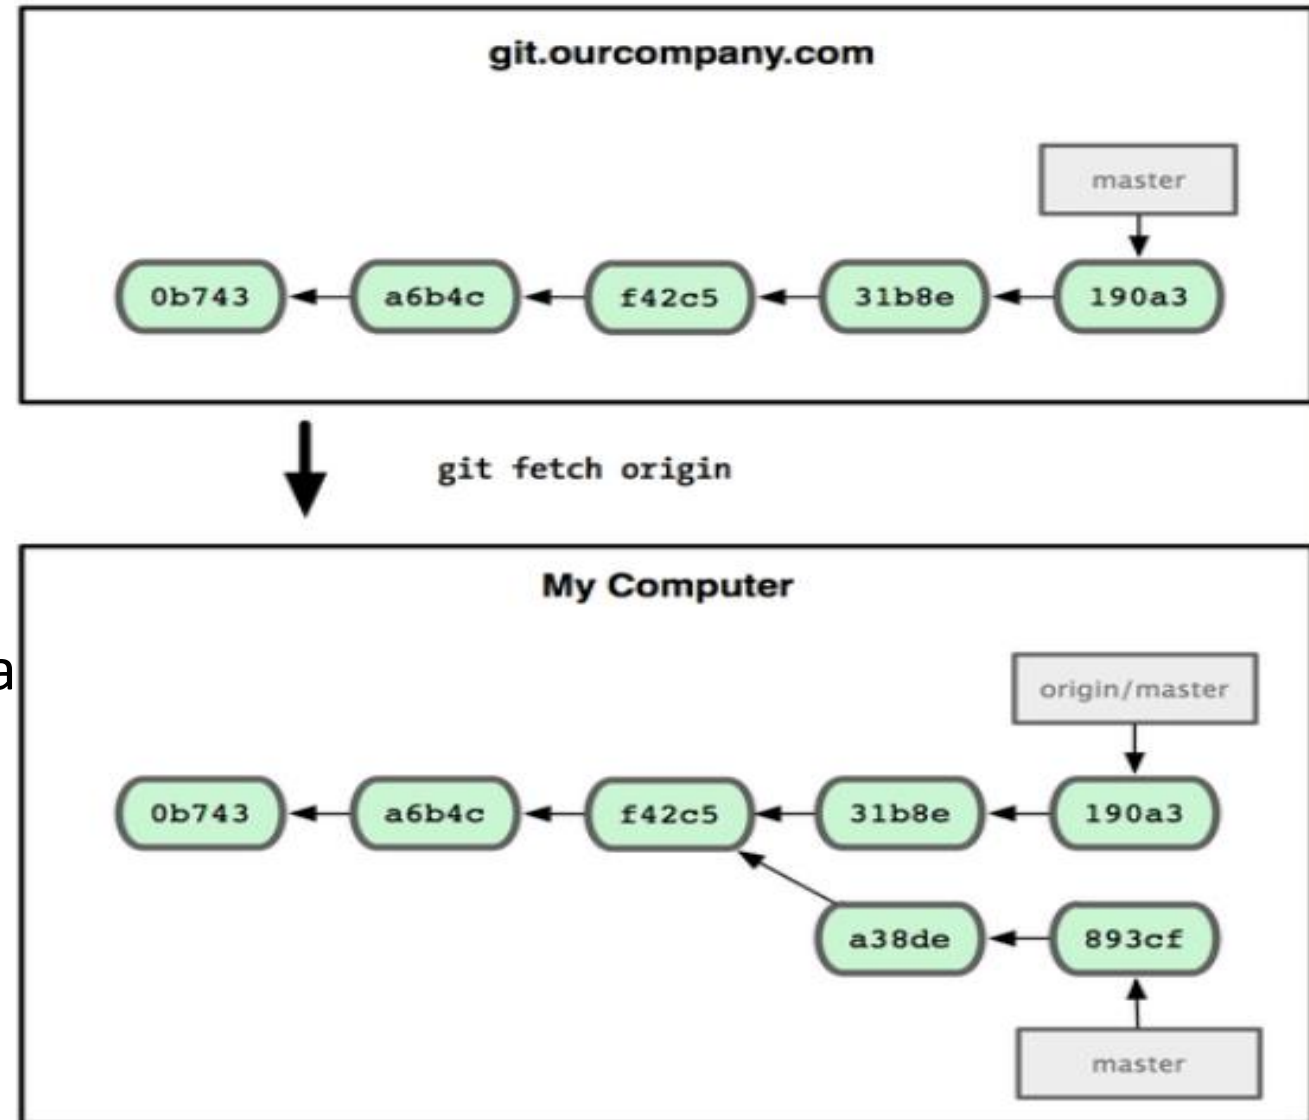 git.ourcompany.com
master
0b743 a6b4c f42c5 31b8e 190a3
git fetch origin
My Computer
a
origin/master
0b743 a6b4c f42c5 31b8e 190a3
a38de 893cf
master